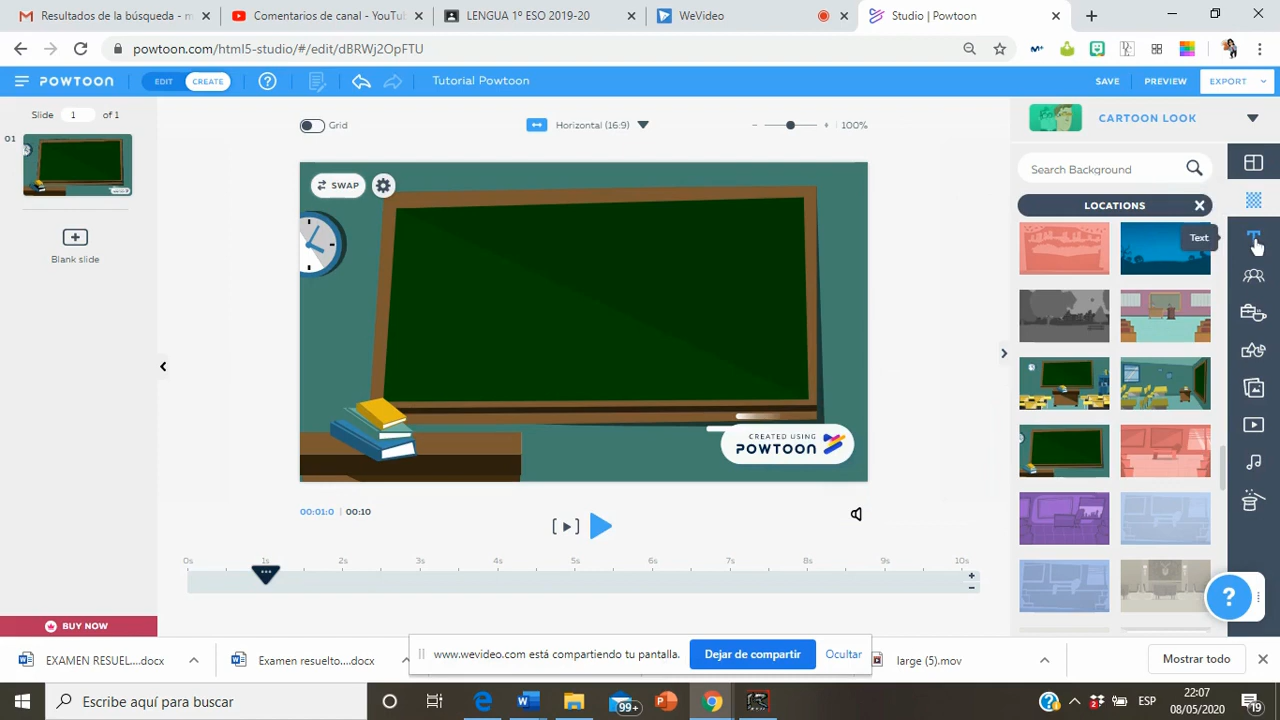 Resultados de la búsqueda - m
Comentarios de canal - YouTu
LENGUA 1º ESO 2019-20
WeVideo
Studio | Powtoon
powtoon.com/html5-studio/#/edit/dBRWj2OpFTU
POWTOON
EDIT
CREATE
Tutorial Powtoon
SAVE
PREVIEW
EXPORT
Slide 1 of 1
01
Blank slide
Grid
Horizontal (16:9)
100%
SWAP
CREATED USING
POWTOON
CARTOON LOOK
Search Background
LOCATIONS
Text
00:01:0 | 00:10
0s 1s 2s 3s 4s 5s 6s 7s 8s 10s
BUY NOW
EXAMEN RESUEL....docx
Examen resuelto....docx
www.wevideo.com está compartiendo tu pantalla.
Dejar de compartir
Ocultar
large (5).mov
Mostrar todo
Escribe aquí para buscar
99+
ESP
22:07
08/05/2020
19